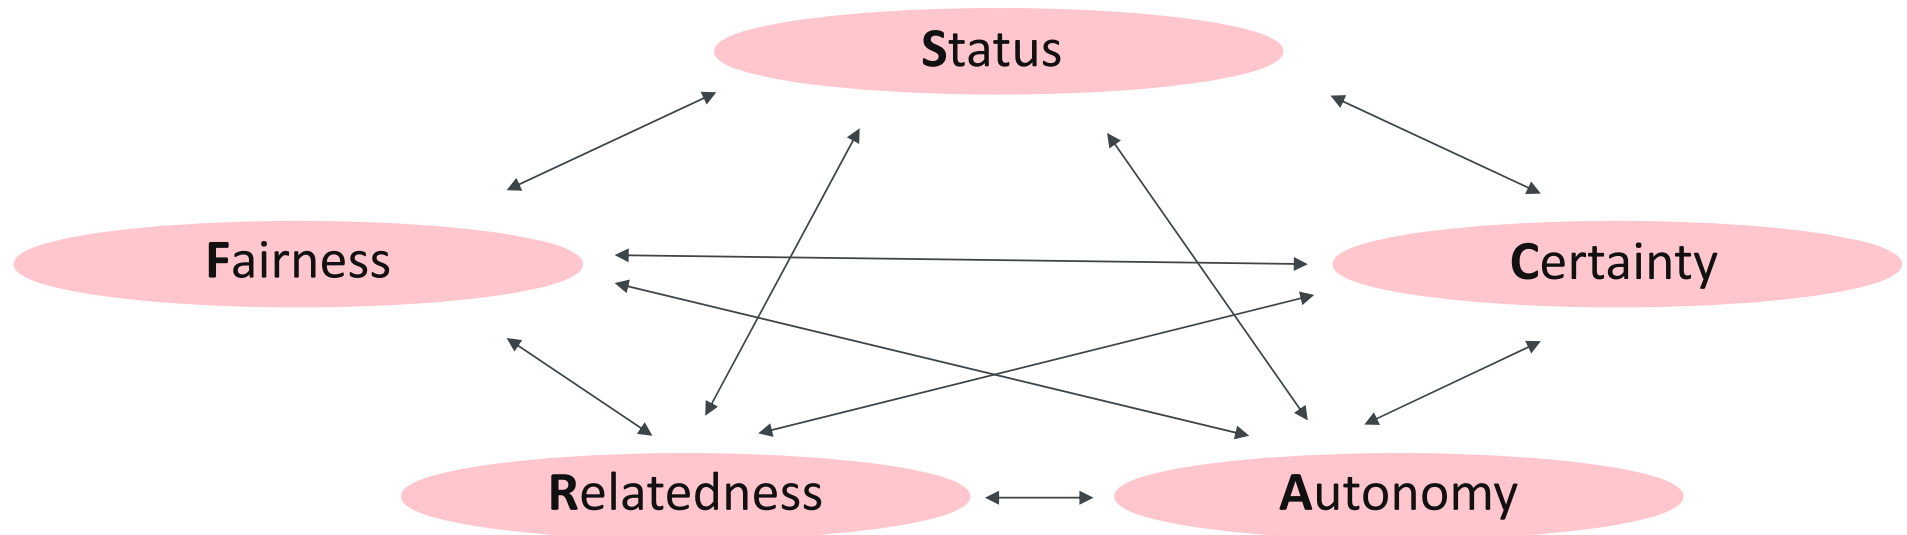 Status
Fairness
Certainty
Relatedness
Autonomy